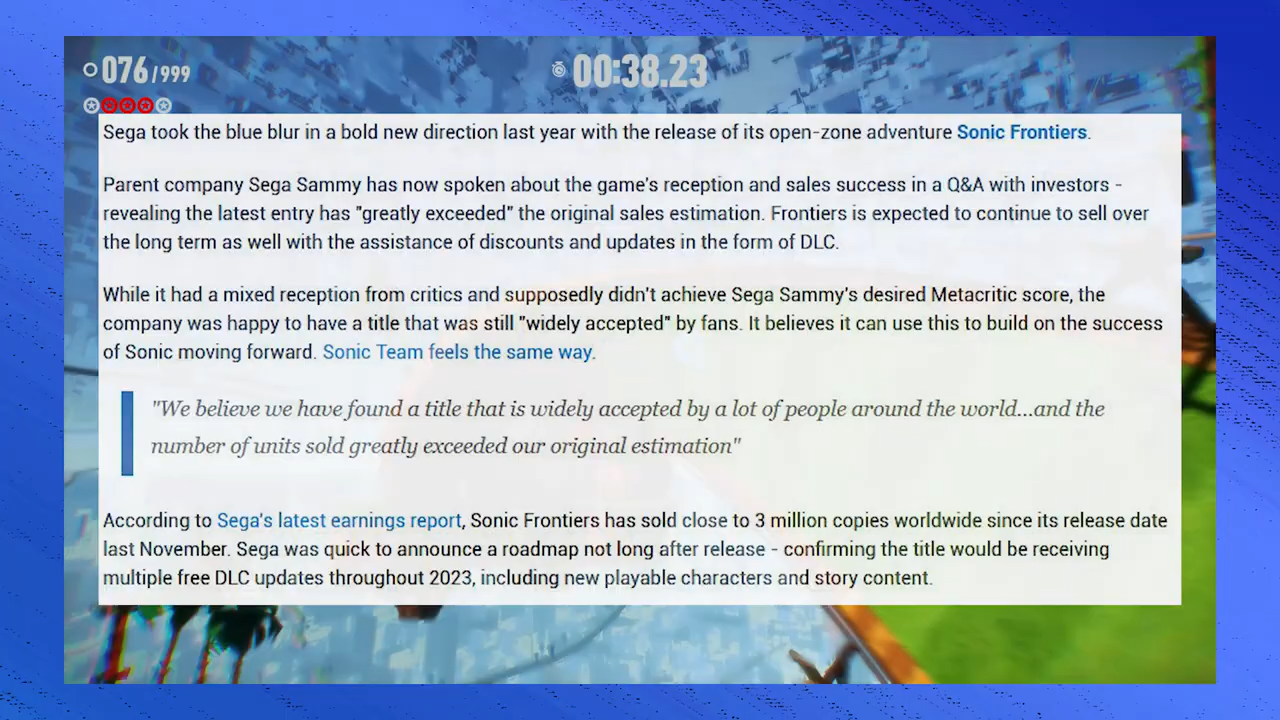 076/999
00:38.23
Sega took the blue blur in a bold new direction last year with the release of its open-zone adventure Sonic Frontiers.
Parent company Sega Sammy has now spoken about the game's reception and sales success in a Q&A with investors -
revealing the latest entry has "greatly exceeded" the original sales estimation. Frontiers is expected to continue to sell over
the long term as well with the assistance of discounts and updates in the form of DLC.
While it had a mixed reception from critics and supposedly didn't achieve Sega Sammy's desired Metacritic score, the
company was happy to have a title that was still "widely accepted" by fans. It believes it can use this to build on the success
of Sonic moving forward. Sonic Team feels the same way.
"We believe we have found a title that is widely accepted by a lot of people around the world...and the
number of units sold greatly exceeded our original estimation"
According to Sega's latest earnings report, Sonic Frontiers has sold close to 3 million copies worldwide since its release date
last November. Sega was quick to announce a roadmap not long after release - confirming the title would be receiving
multiple free DLC updates throughout 2023, including new playable characters and story content.